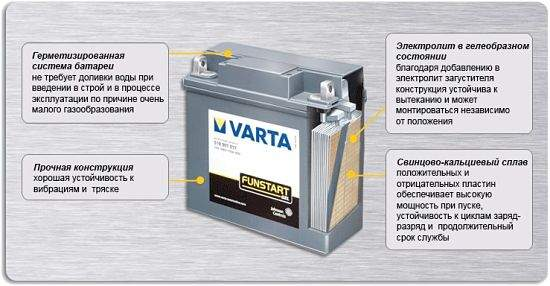 Герметизированная
система батареи
не требует доливки воды при
введении в строй и в процессе
эксплуатации по причине очень
малого газообразования
Прочная конструкция
хорошая устойчивость к
вибрациям и тряске
VARTA
FUNSTART
Johnson
Controls
Электролит в гелеобразном
состоянии
благодаря добавлению в
электролит загустителя
конструкция устойчива к
вытеканию и может
монтироваться независимо
от положения
Свинцово-кальциевый сплав
положительных и
отрицательных пластин
обеспечивает высокую
мощность при пуске,
устойчивость к циклам заряд-
разряд и продолжительный
срок службы